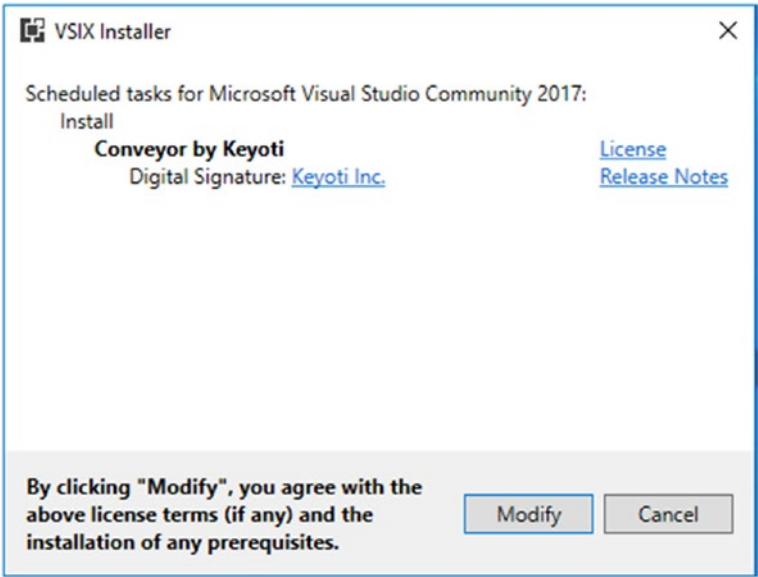 VSIX Installer
Scheduled tasks for Microsoft Visual Studio Community 2017:
Install
Conveyor by Keyoti License
Digital Signature: Keyoti Inc. Release Notes
By clicking "Modify", you agree with the
above license terms (if any) and the
installation of any prerequisites.
Modify Cancel